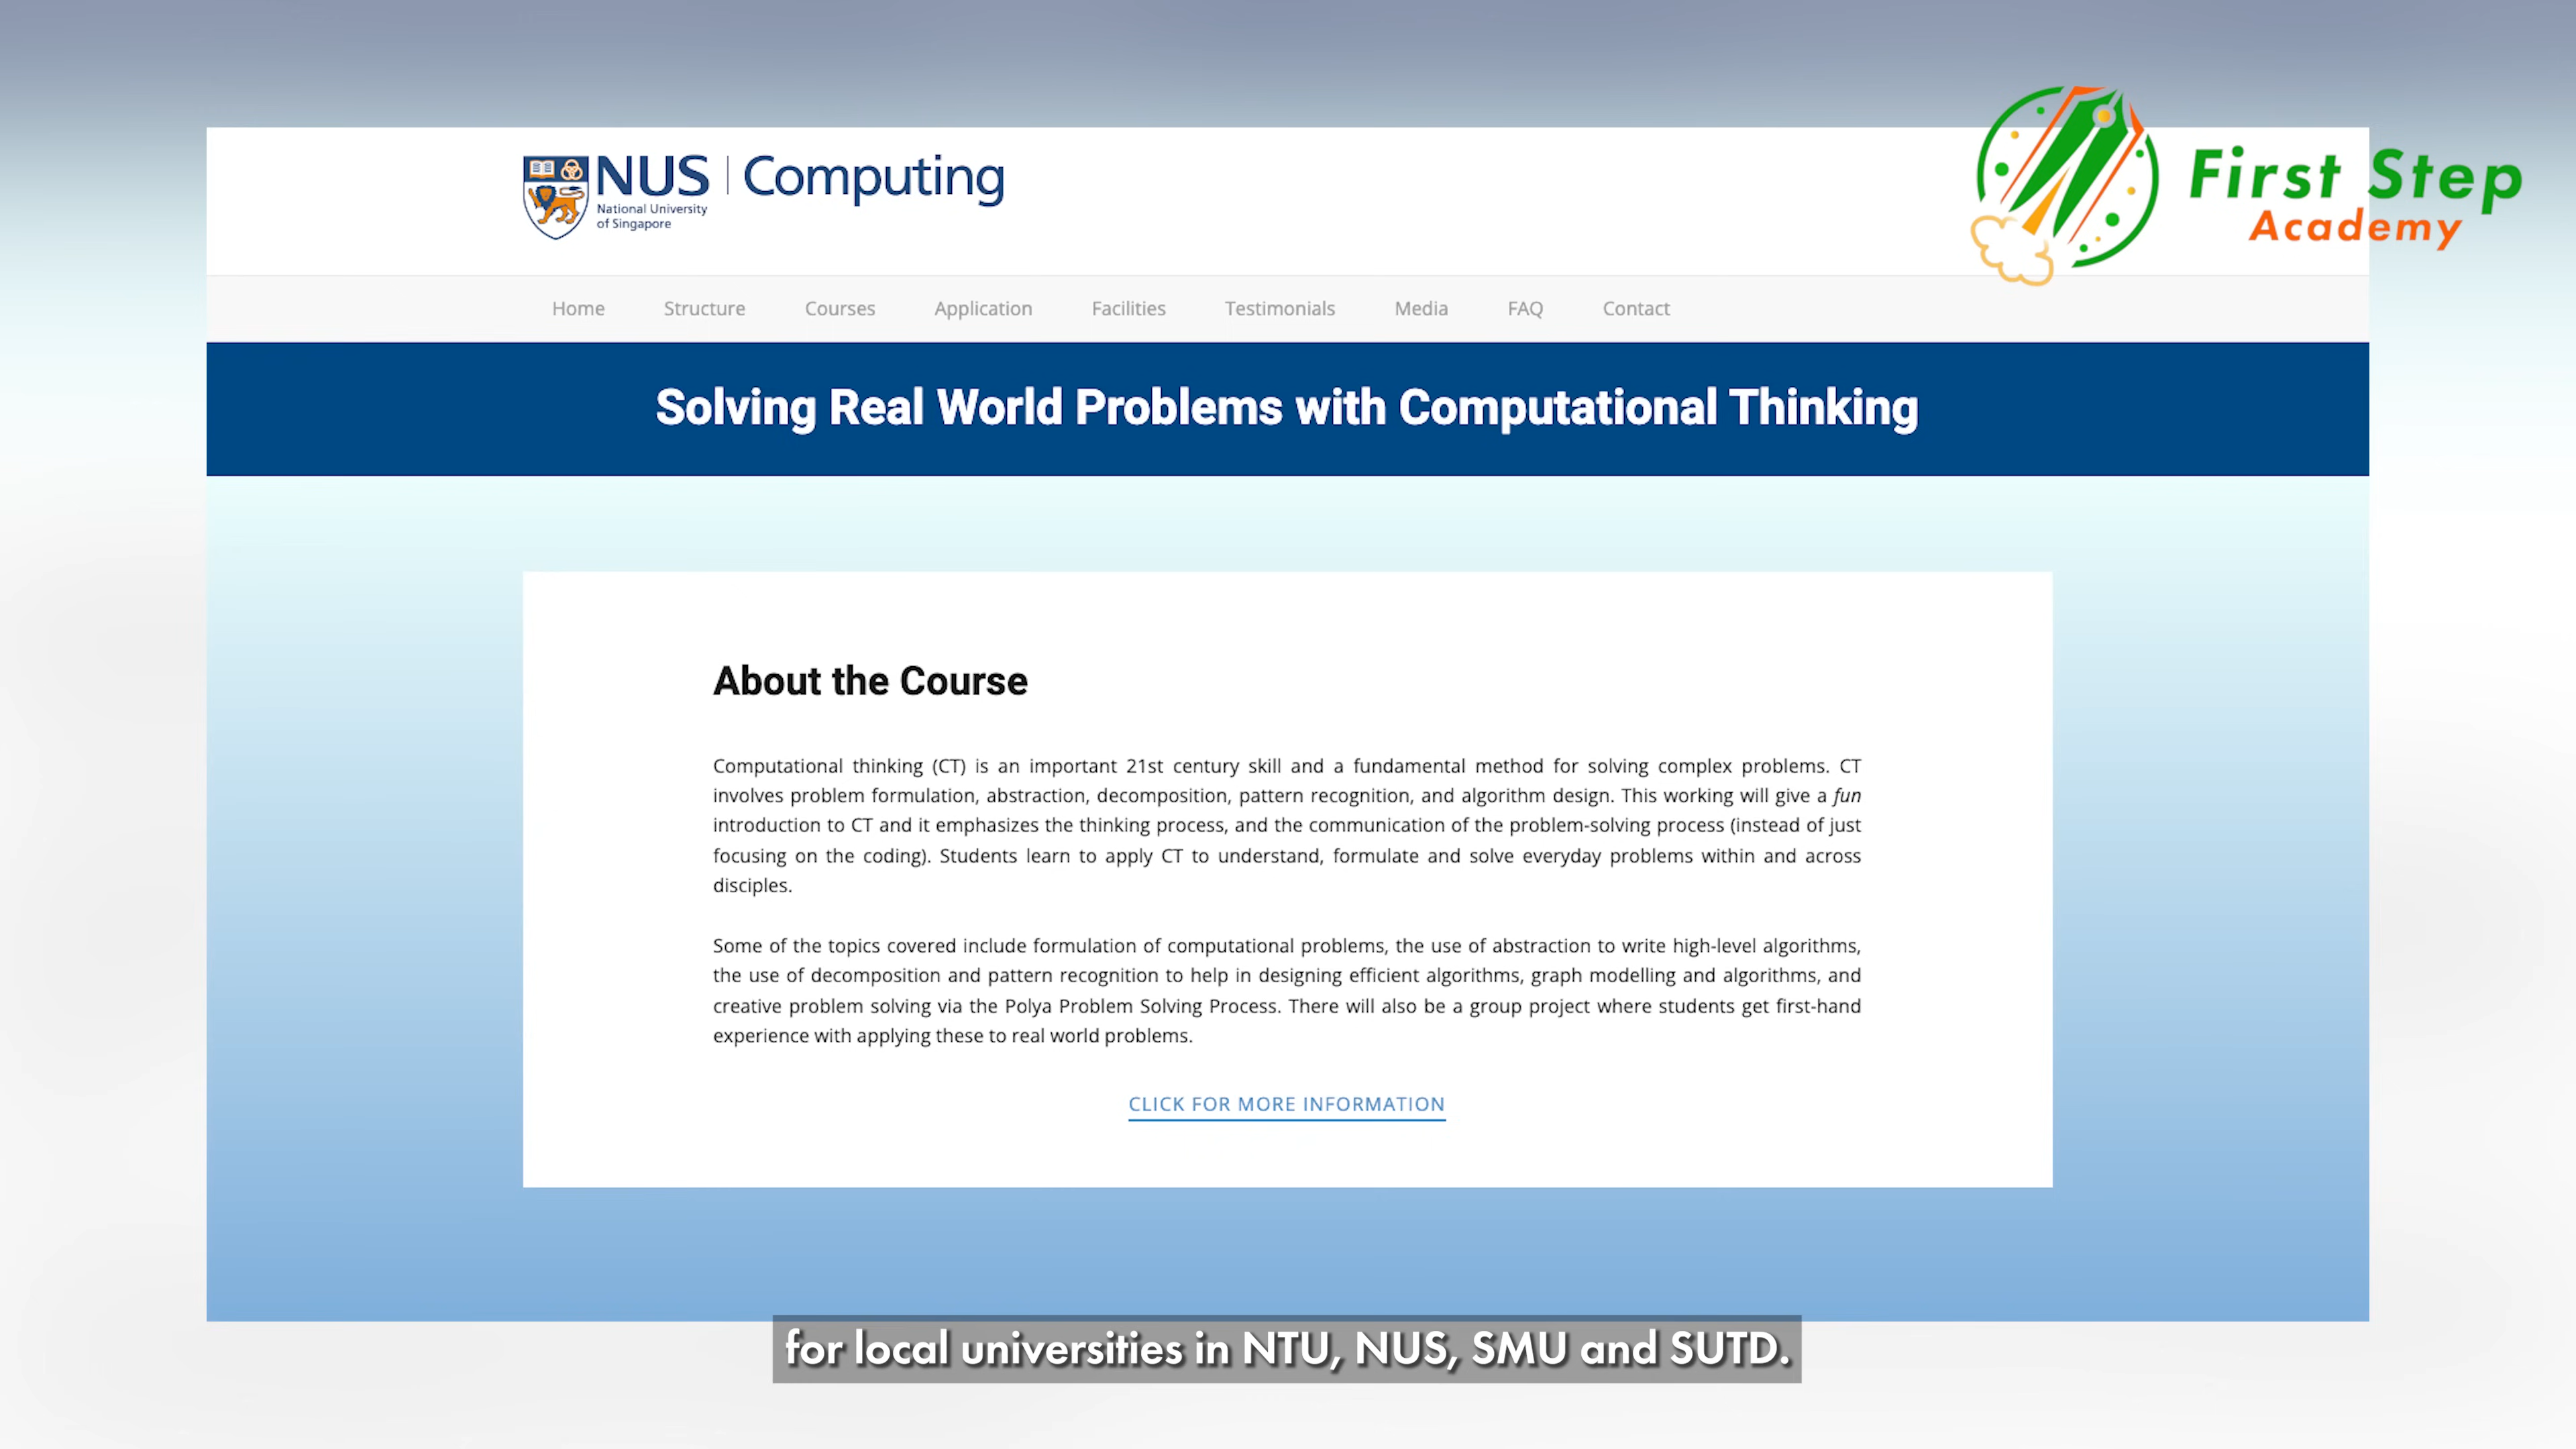 NUS | Computing
National University
of Singapore
First Step
Academy
Home Structure Courses Application Facilities Testimonials Media FAQ Contact
Solving Real World Problems with Computational Thinking
About the Course
Computational thinking (CT) is an important 21st century skill and a fundamental method for solving complex problems. CT
involves problem formulation, abstraction, decomposition, pattern recognition, and algorithm design. This working will give a fun
introduction to CT and it emphasizes the thinking process, and the communication of the problem-solving process (instead of just
focusing on the coding). Students learn to apply CT to understand, formulate and solve everyday problems within and across
disciples.
Some of the topics covered include formulation of computational problems, the use of abstraction to write high-level algorithms,
the use of decomposition and pattern recognition to help in designing efficient algorithms, graph modelling and algorithms, and
creative problem solving via the Polya Problem Solving Process. There will also be a group project where students get first-hand
experience with applying these to real world problems.
CLICK FOR MORE INFORMATION
for local universities in NTU, NUS, SMU and SUTD.